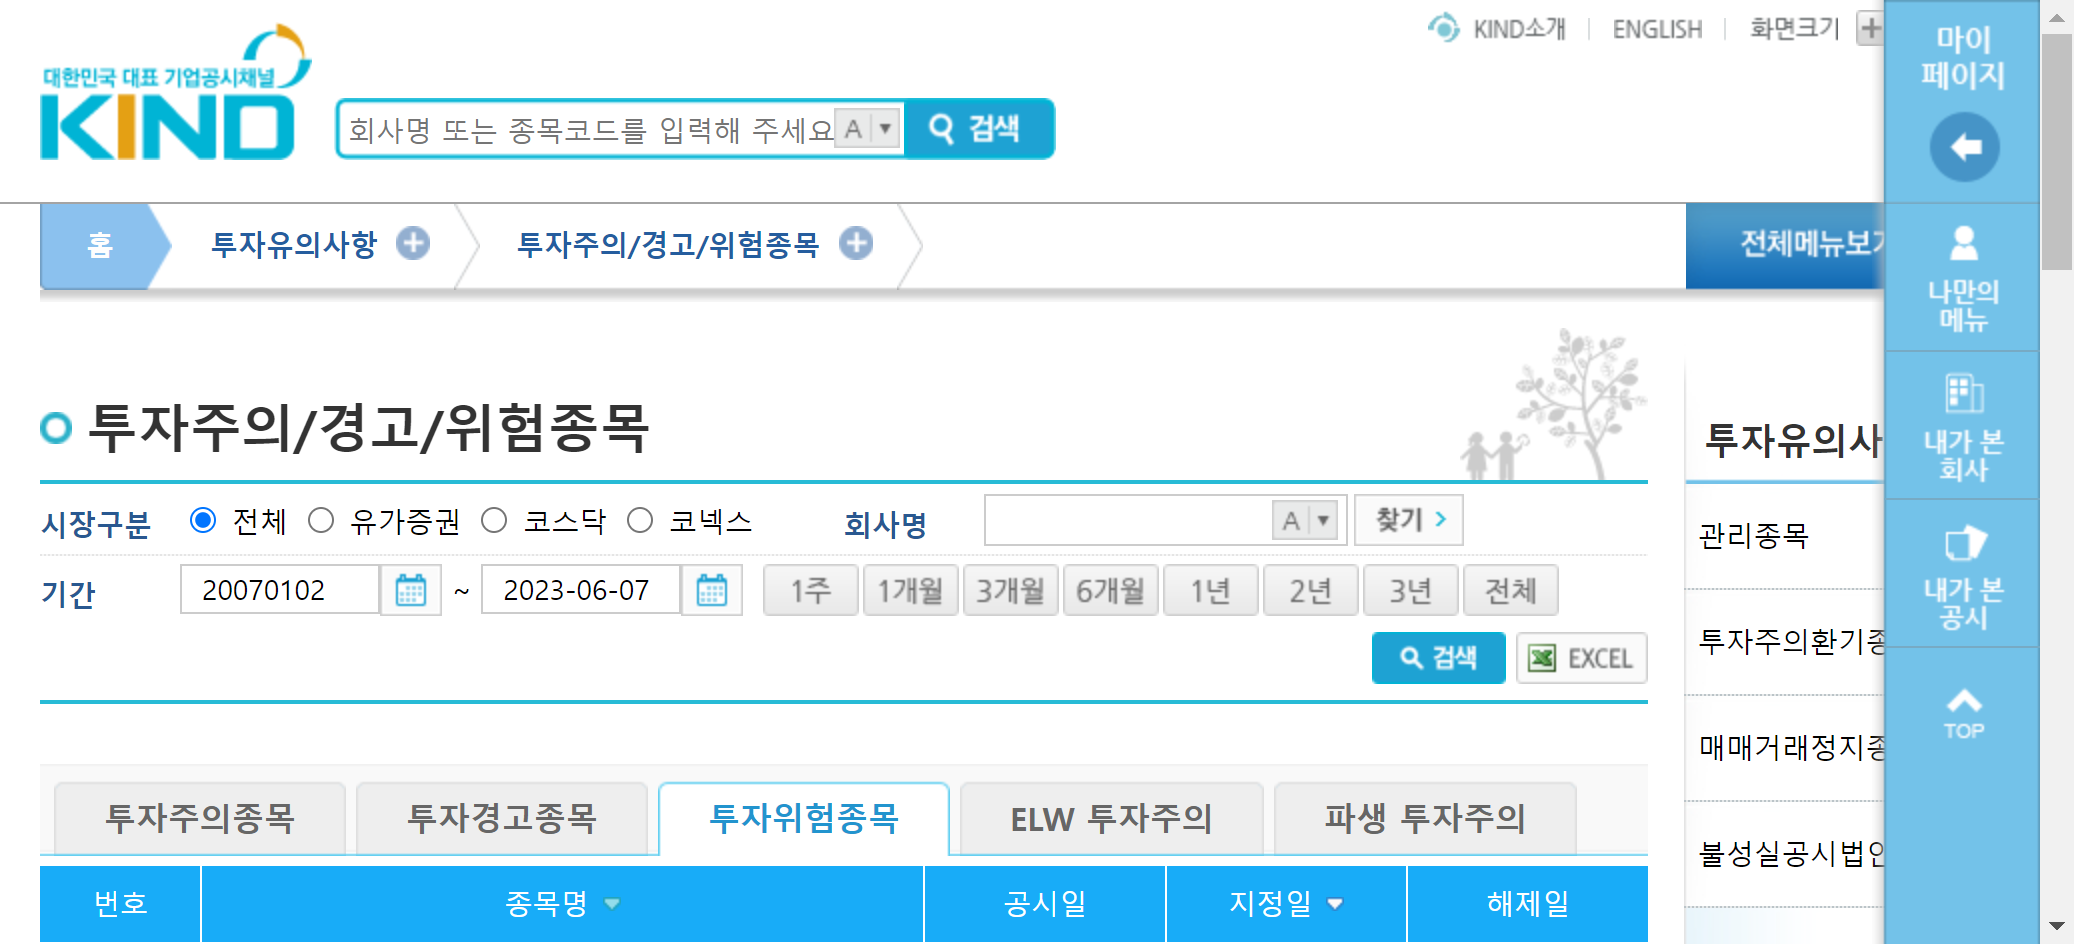 KIND소개 ENGLISH 화면크기
대한민국 대표 기업공시채널
KIND
회사명 또는 종목코드를 입력해 주세요 A 검색
홈 투자유의사항 투자주의/경고/위험종목 전체메뉴보기
투자주의/경고/위험종목
시장구분 전체 유가증권 코스닥 코넥스 회사명 A 찾기
기간 20070102 ~ 2023-06-07 1주 1개월 3개월 6개월 1년 2년 3년 전체
검색 EXCEL
투자주의종목 투자경고종목 투자위험종목 ELW 투자주의 파생 투자주의
번호 종목명 공시일 지정일 해제일
투자유의사
관리종목
투자주의환기종
매매거래정지종
불성실공시법인
마이
페이지
나만의
메뉴
내가 본
회사
내가 본
공시
TOP